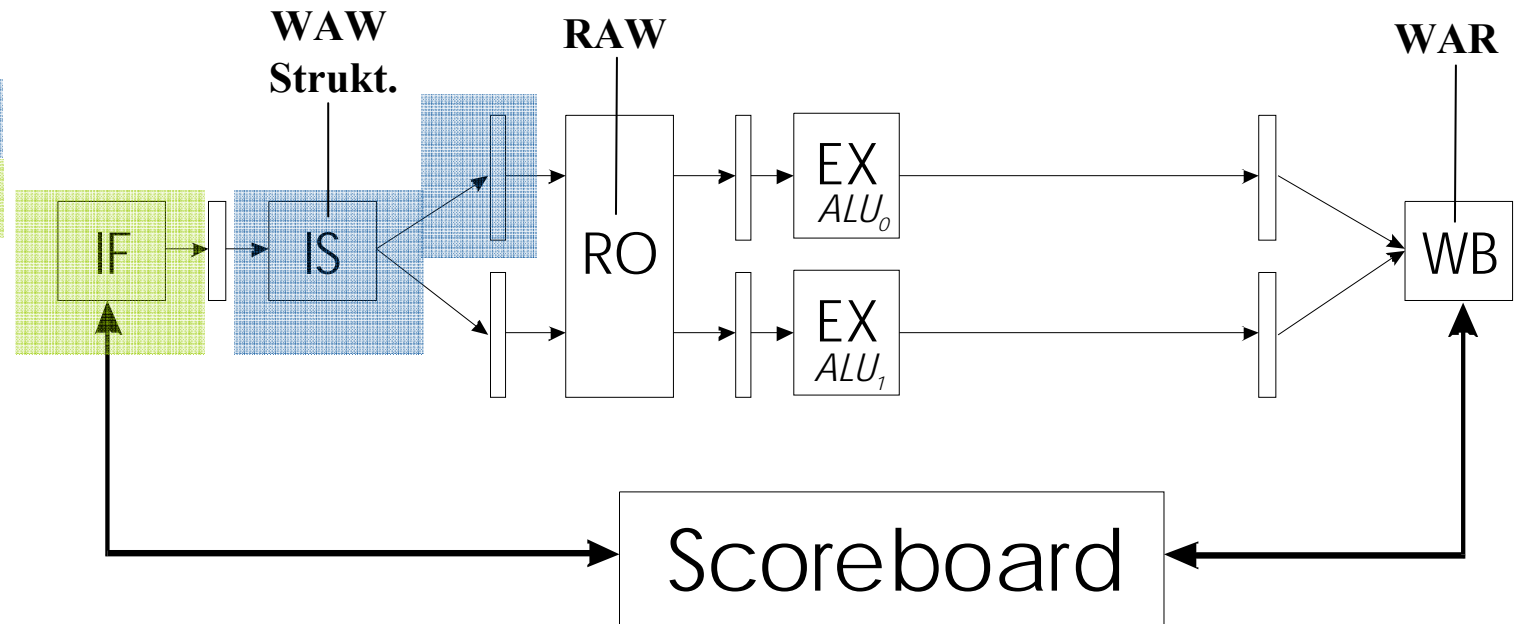 WAW
Strukt.
RAW
WAR
IF
IS
RO
EX
ALU₀
EX
ALU₁
WB
Scoreboard